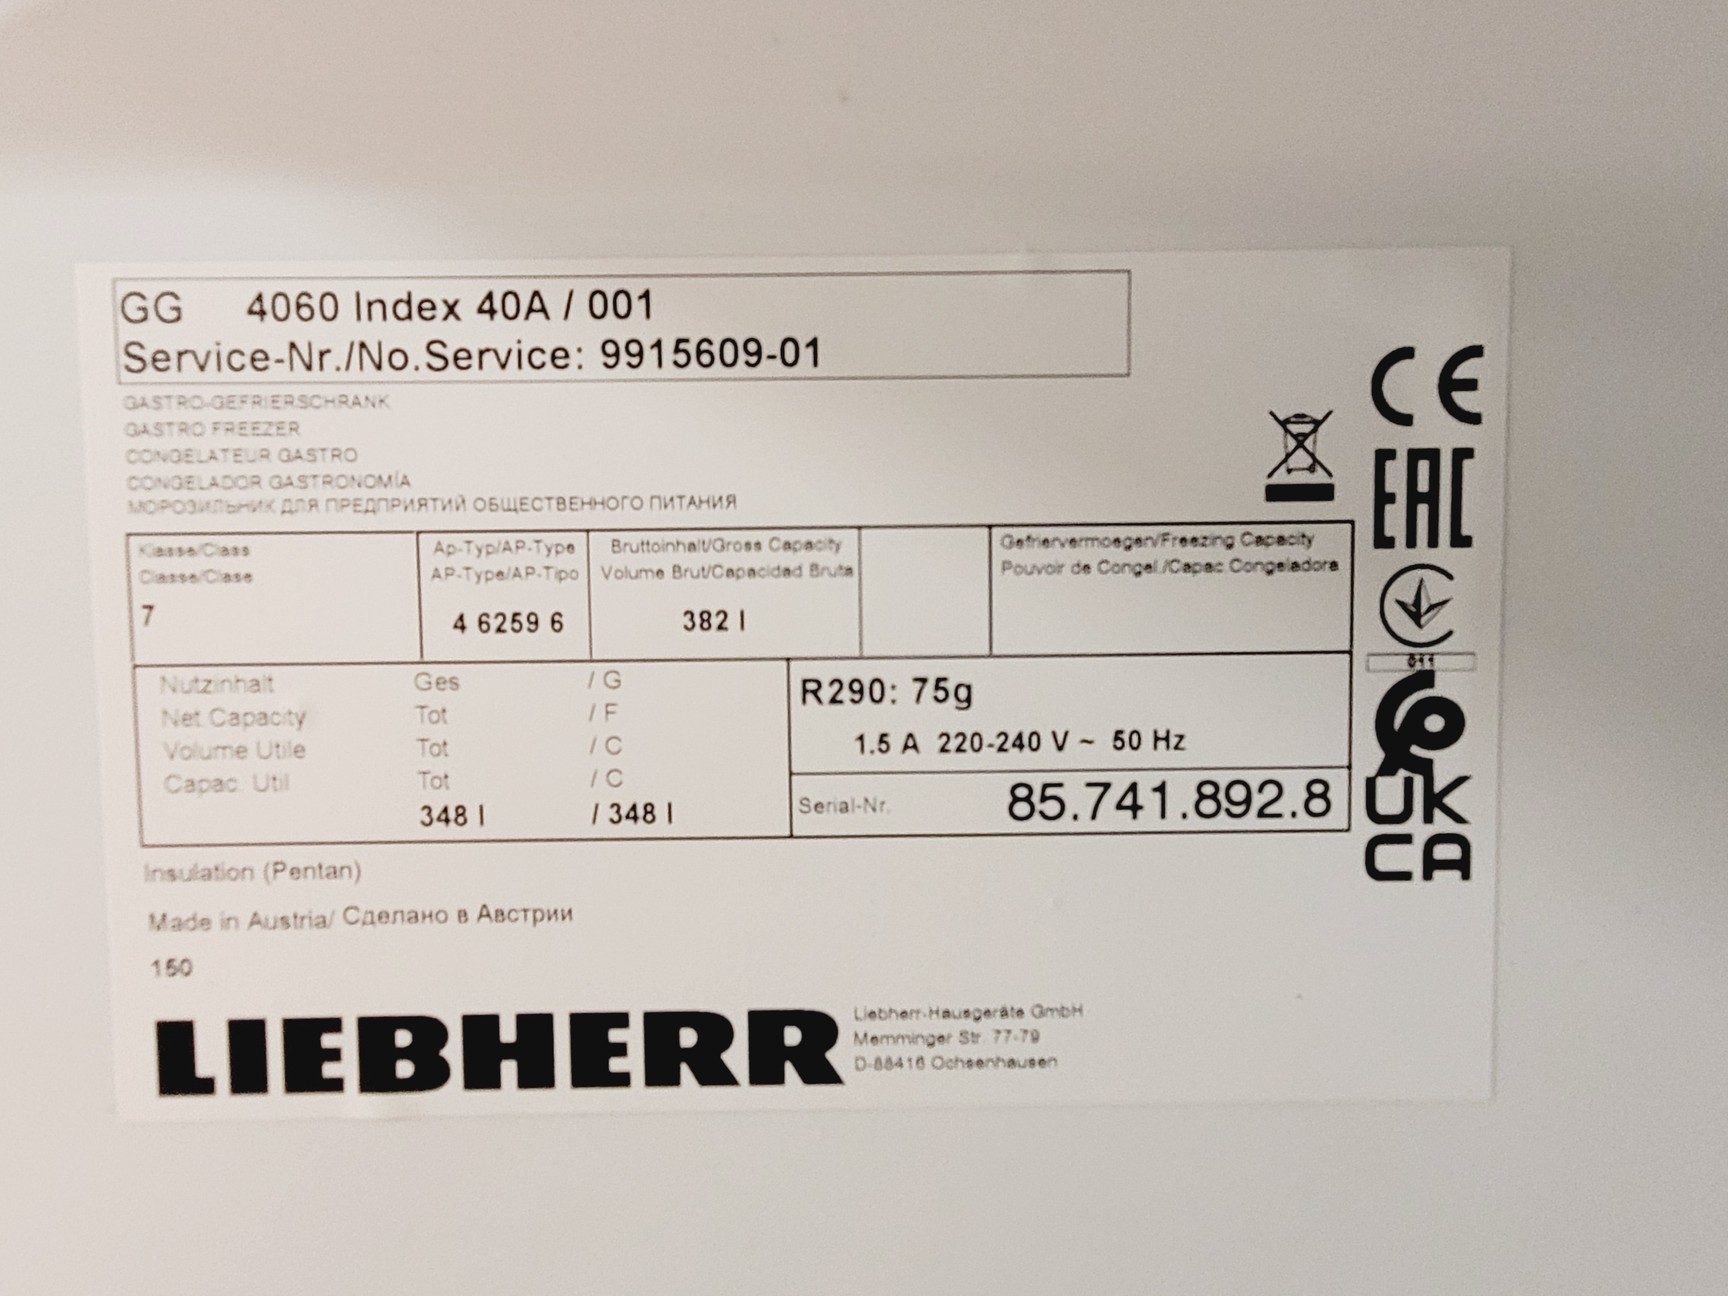 GG 4060 Index 40A / 001
Service-Nr./No.Service: 9915609-01
GASTRO-GEFRIERSCHRANK
GASTRO FREEZER
CONGELATEUR GASTRO
CONGELADOR GASTRONOMÍA
МОРОЗИЛЬНИК ДЛЯ ПРЕДПРИЯТИЙ ОБЩЕСТВЕННОГО ПИТАНИЯ
Klasse/Class
Classe/Clase
7
Ap-Typ/AP-Type
AP-Type/AP-Tipo
4 6259 6
Bruttoinhalt/Gross Capacity
Volume Brut/Capacidad Bruta
382 l
Gefriervermoegen/Freezing Capacity
Pouvoir de Congel./Capac.Congeladora
Nutzinhalt Ges / G
Net.Capacity Tot / F
Volume Utile Tot / C
Capac. Util Tot / C
348 l / 348 l
R290: 75g
1.5 A 220-240 V ~ 50 Hz
Serial-Nr. 85.741.892.8
Insulation (Pentan)
Made in Austria/ Сделано в Австрии
150
LIEBHERR
Liebherr-Hausgeräte GmbH
Memminger Str. 77-79
D-88416 Ochsenhausen
CE
EAC
011
UK
CA